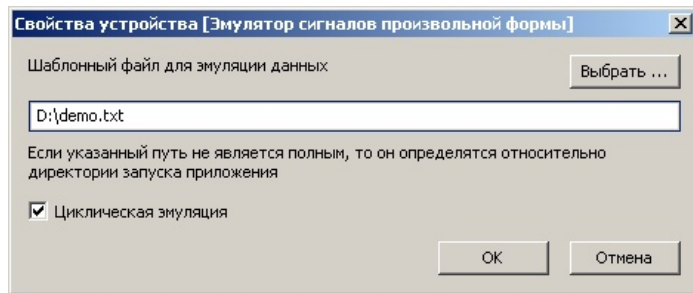 Свойства устройства [Эмулятор сигналов произвольной формы]
Шаблонный файл для эмуляции данных
Выбрать ...
D:\demo.txt
Если указанный путь не является полным, то он определятся относительно
директории запуска приложения
Циклическая эмуляция
ОК
Отмена